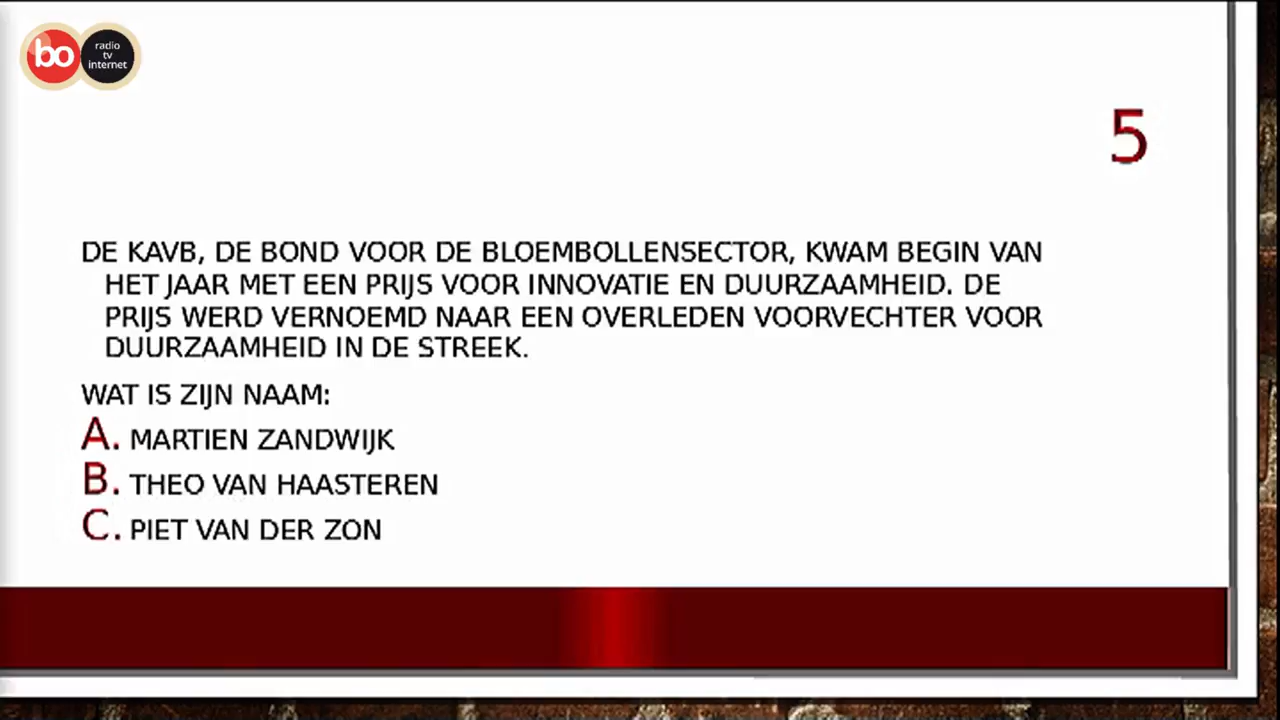 bo radio
tv
internet
5
DE KAVB, DE BOND VOOR DE BLOEMBOLLENSECTOR, KWAM BEGIN VAN
HET JAAR MET EEN PRIJS VOOR INNOVATIE EN DUURZAAMHEID. DE
PRIJS WERD VERNOEMD NAAR EEN OVERLEDEN VOORVECHTER VOOR
DUURZAAMHEID IN DE STREEK.
WAT IS ZIJN NAAM:
A. MARTIEN ZANDWIJK
B. THEO VAN HAASTEREN
C. PIET VAN DER ZON